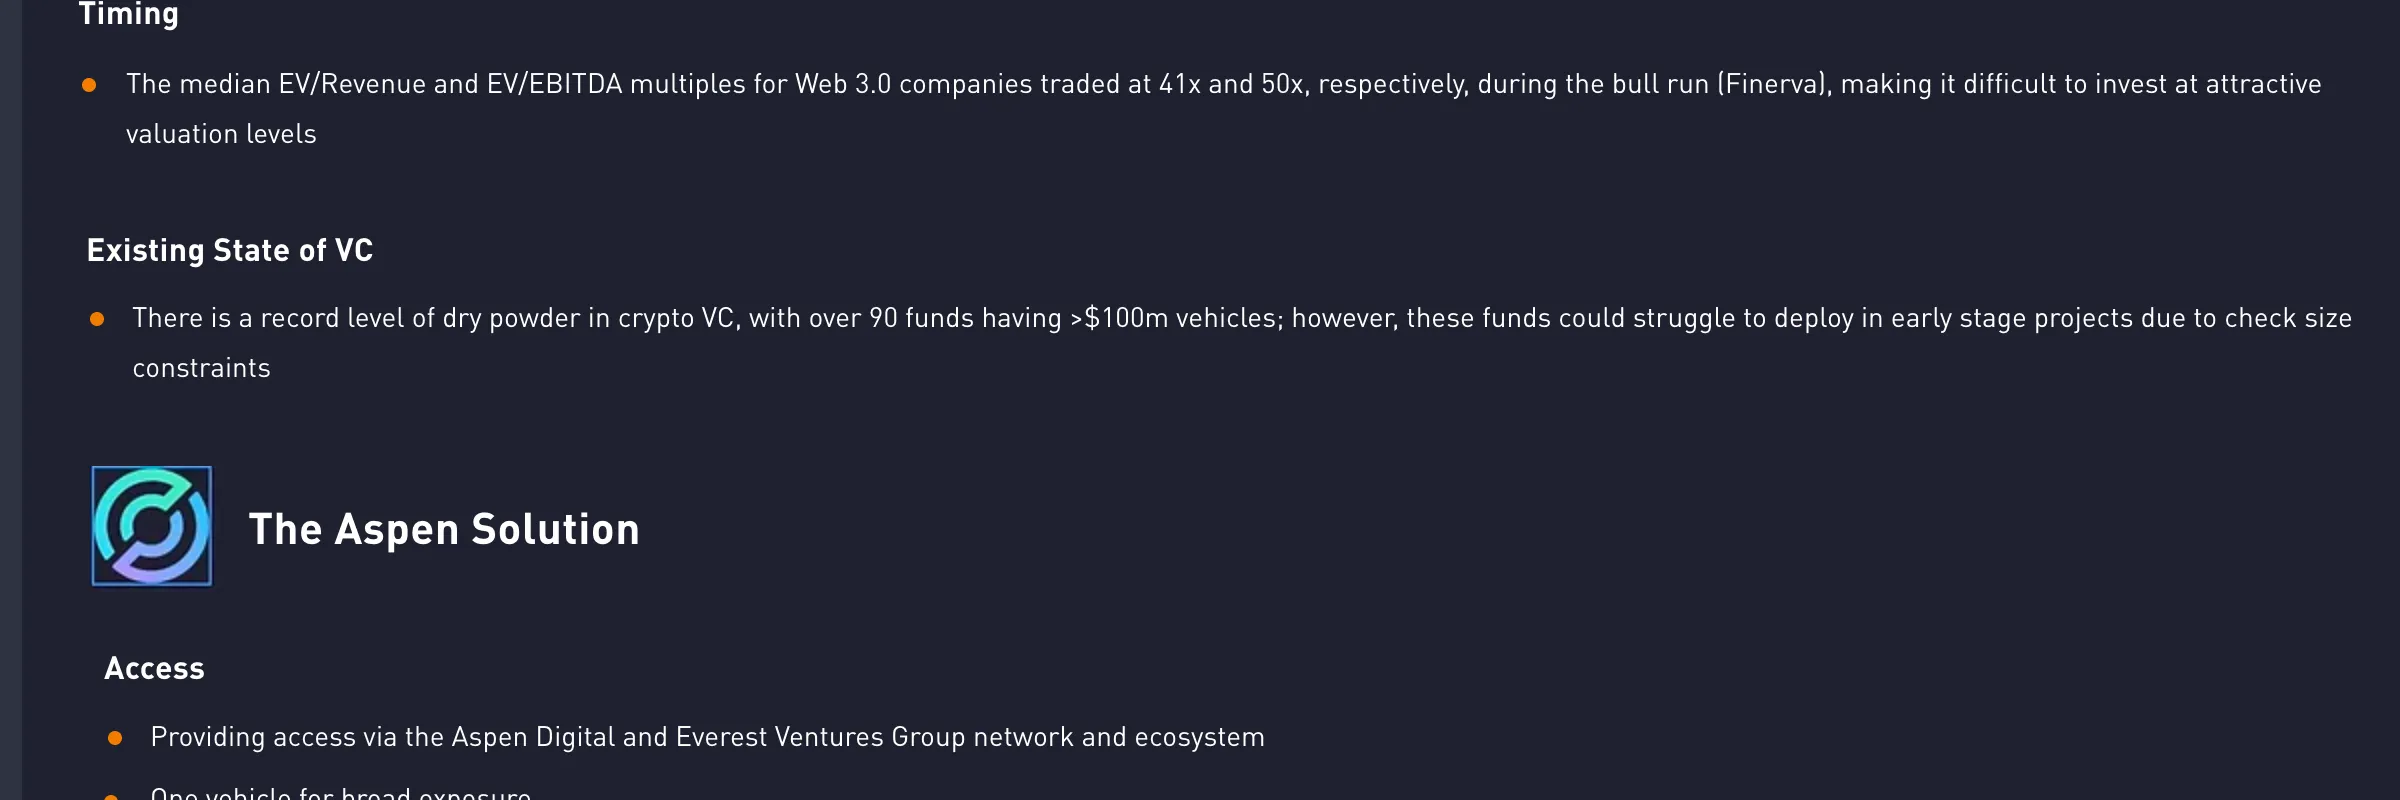 Timing
The median EV/Revenue and EV/EBITDA multiples for Web 3.0 companies traded at 41x and 50x, respectively, during the bull run (Finerva), making it difficult to invest at attractive
valuation levels
Existing State of VC
There is a record level of dry powder in crypto VC, with over 90 funds having >$100m vehicles; however, these funds could struggle to deploy in early stage projects due to check size
constraints
The Aspen Solution
Access
Providing access via the Aspen Digital and Everest Ventures Group network and ecosystem
One vehicle for broad exposure